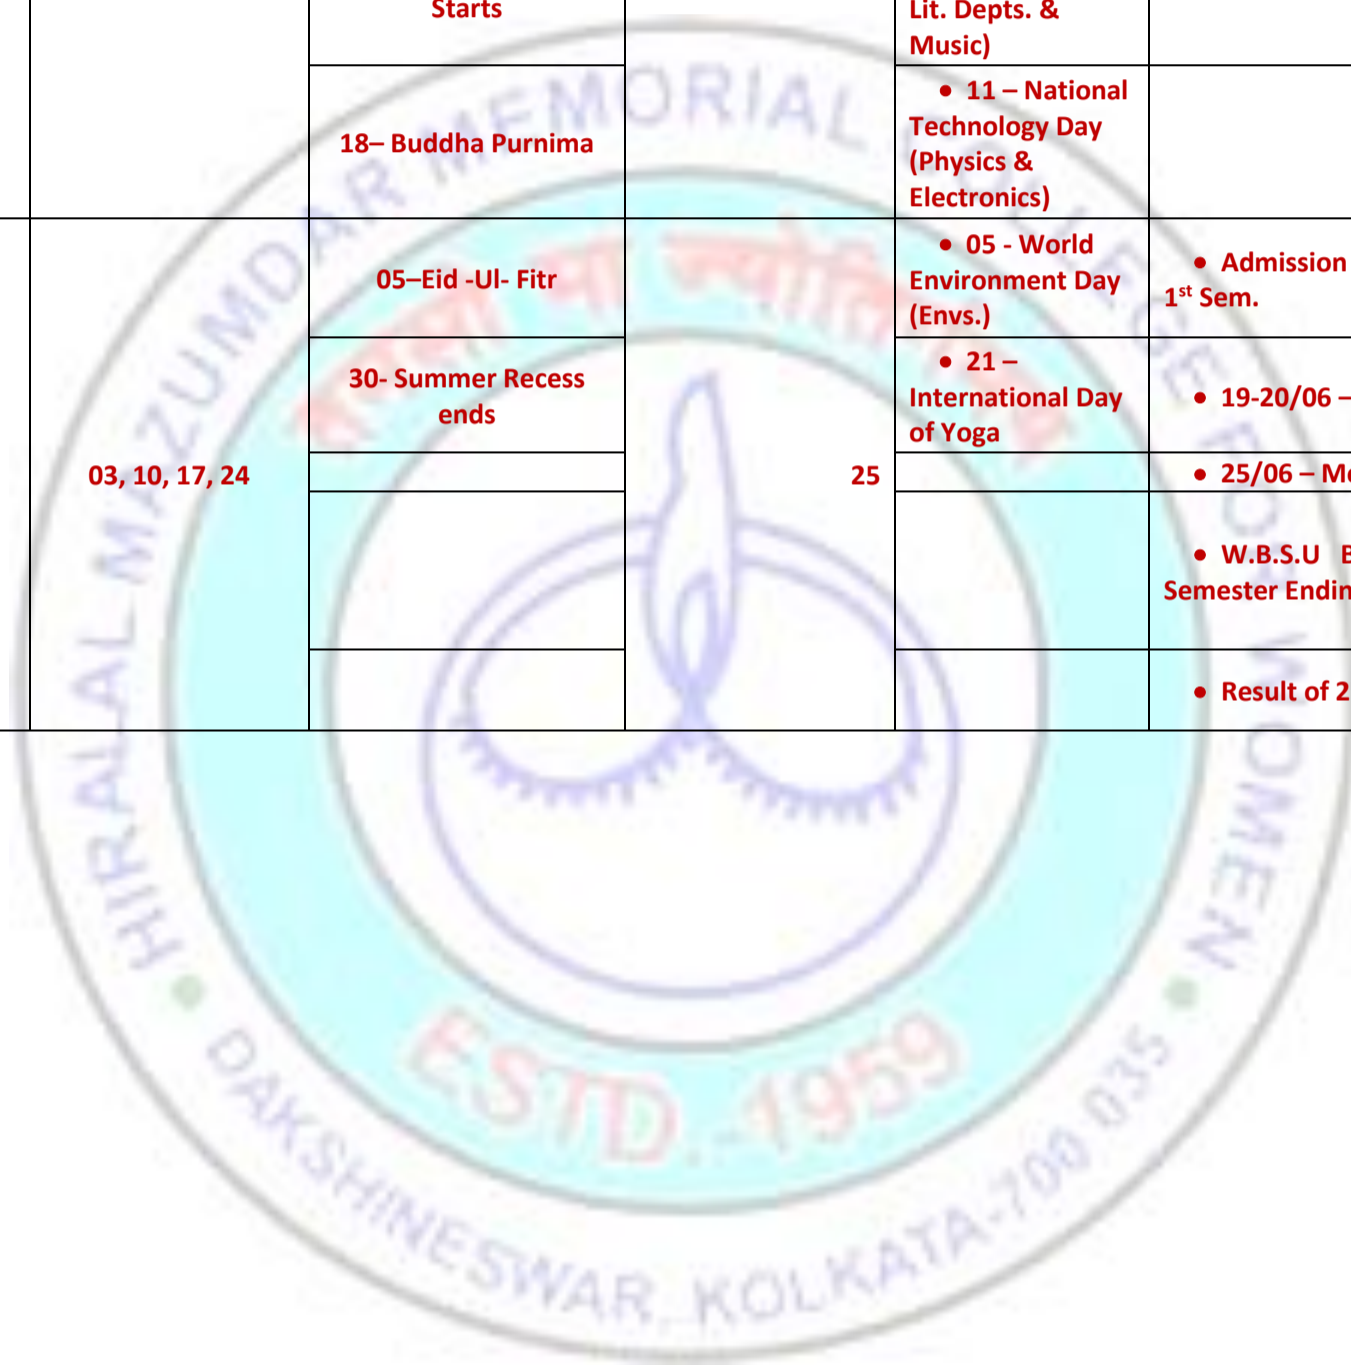 Starts
Lit. Depts. &
Music)
18– Buddha Purnima
• 11 – National
Technology Day
(Physics &
Electronics)
03, 10, 17, 24
05–Eid -Ul- Fitr
25
• 05 - World
Environment Day
(Envs.)
• Admission
1st Sem.
30- Summer Recess
ends
• 21 –
International Day
of Yoga
• 19-20/06 –
• 25/06 –
• W.B.S.U
Semester
• Result of 2
HIRALAL MAZUMDAR MEMORIAL COLLEGE FOR WOMEN
ESTD.-1959
DAKSHINESWAR, KOLKATA-700 035